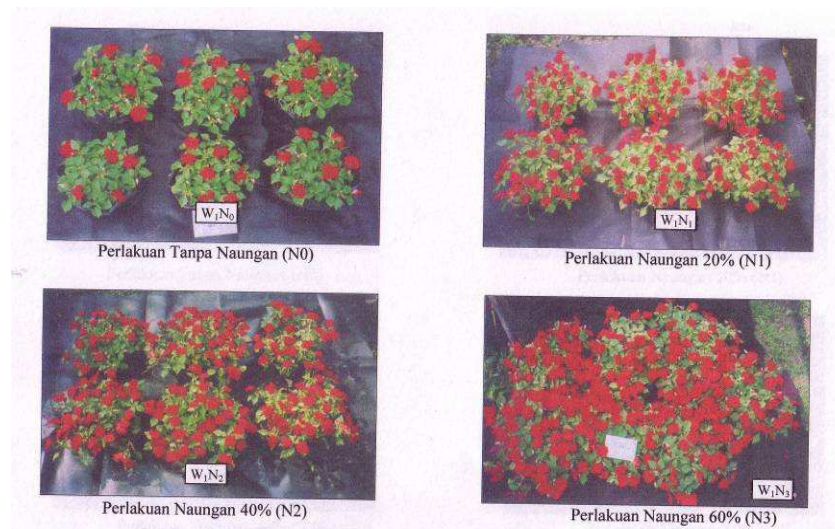 W₁N₀
Perlakuan Tanpa Naungan (N0)
W₁N₁
Perlakuan Naungan 20% (N1)
W₁N₂
Perlakuan Naungan 40% (N2)
W₁N₃
Perlakuan Naungan 60% (N3)